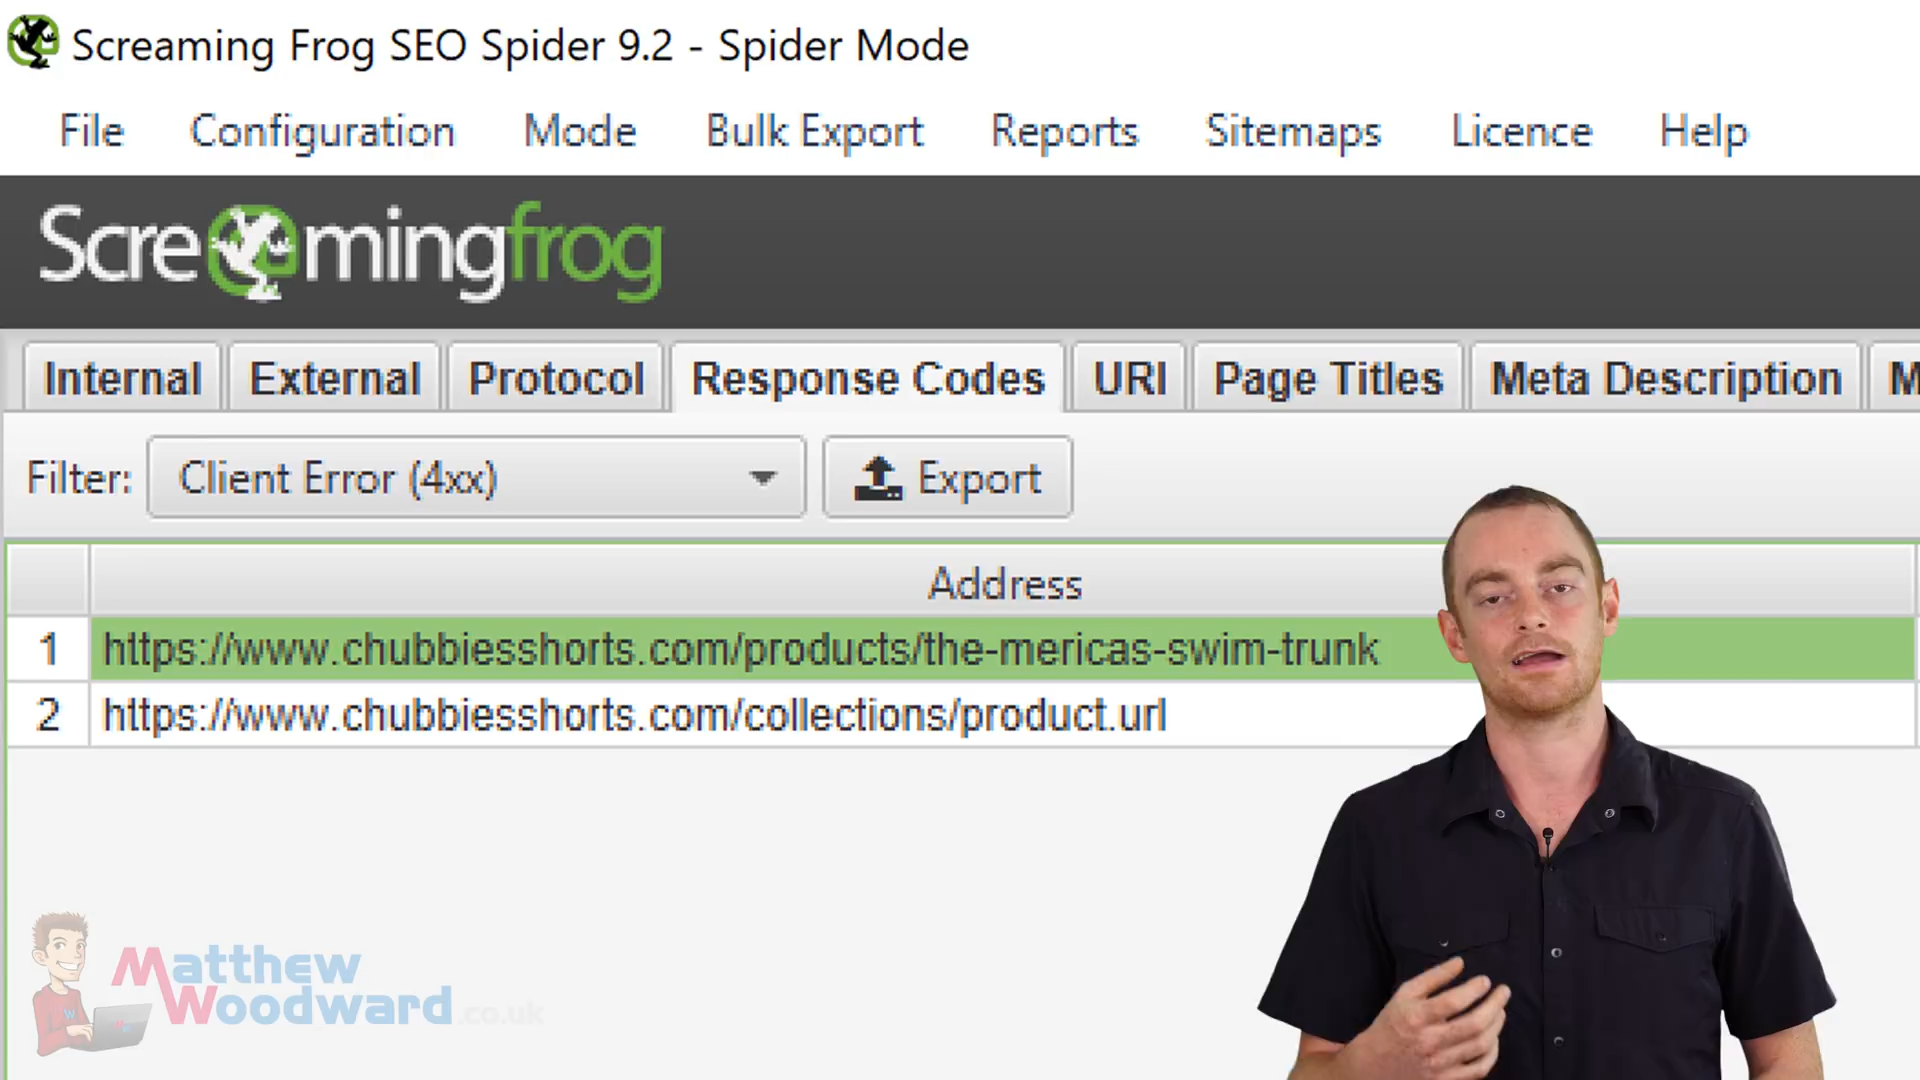 Screaming Frog SEO Spider 9.2 - Spider Mode
File Configuration Mode Bulk Export Reports Sitemaps Licence Help
Screamingfrog
Internal External Protocol Response Codes URI Page Titles Meta Description M
Filter: Client Error (4xx) Export
Address
1 https://www.chubbiesshorts.com/products/the-mericas-swim-trunk
2 https://www.chubbiesshorts.com/collections/product.url
Matthew
Woodward.co.uk